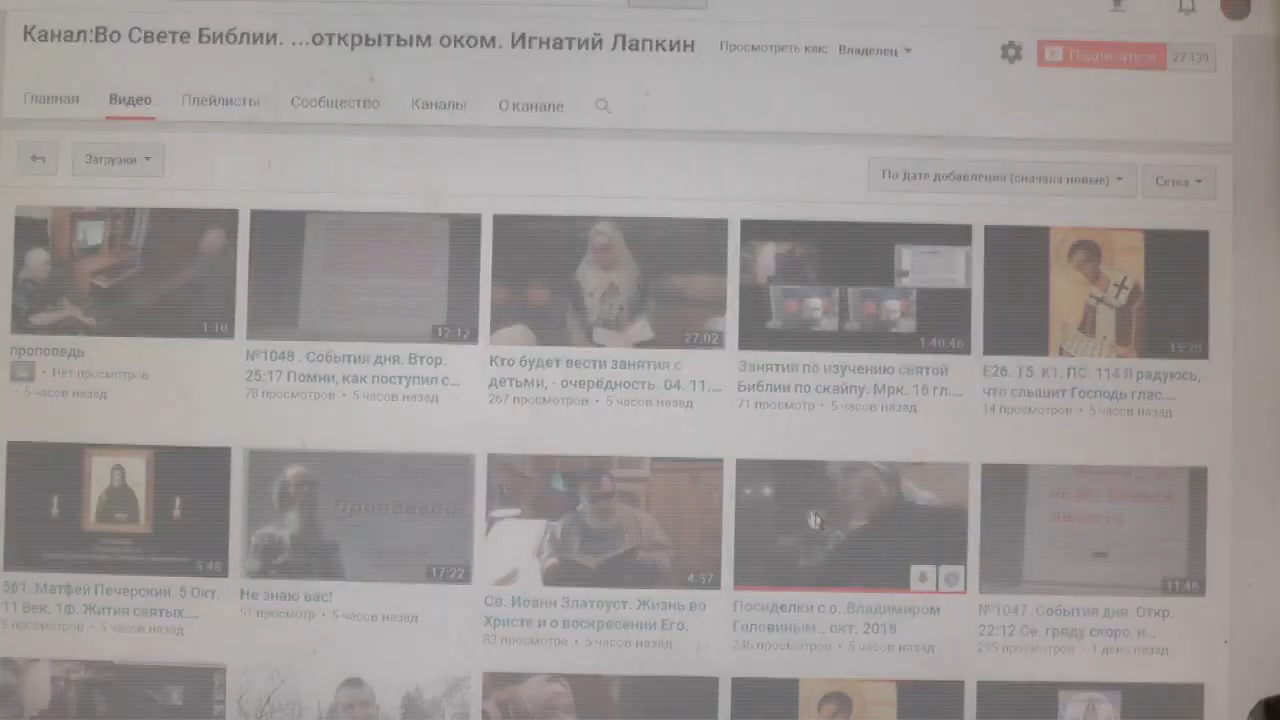 Канал:Во Свете Библии. ...открытым оком. Игнатий Лапкин
Просмотреть как: Владелец
Подписаться 27 139
Главная Видео Плейлисты Сообщество Каналы О канале
Загрузки
По дате добавления (сначала новые) Сетка
1:10
12:12
27:02
1:40:46
проповедь
Нет просмотров
5 часов назад
№1048 . События дня. Втор.
25:17 Помни, как поступил с...
78 просмотров • 5 часов назад
Кто будет вести занятия с
детьми, - очерёдность. 04. 11....
267 просмотров • 5 часов назад
Занятия по изучению святой
Библии по скайпу. Мрк. 16 гл....
71 просмотр • 5 часов назад
Е26. Т5. К1. ПС. 114 Я радуюсь,
что слышит Господь глас....
14 просмотров • 5 часов назад
5:48
Проповедь
17:22
4:57
11:46
561. Матфей Печерский. 5 Окт.
11 Век. 1Ф. Жития святых....
8 просмотров • 5 часов назад
Не знаю вас!
51 просмотр • 5 часов назад
Св. Иоанн Златоуст. Жизнь во
Христе и о воскресении Его.
83 просмотра • 5 часов назад
Посиделки с о. Владимиром
Головиным... окт. 2018
246 просмотров • 5 часов назад
№1047. События дня. Откр.
22:12 Се, гряду скоро, и...
295 просмотров • 1 день назад